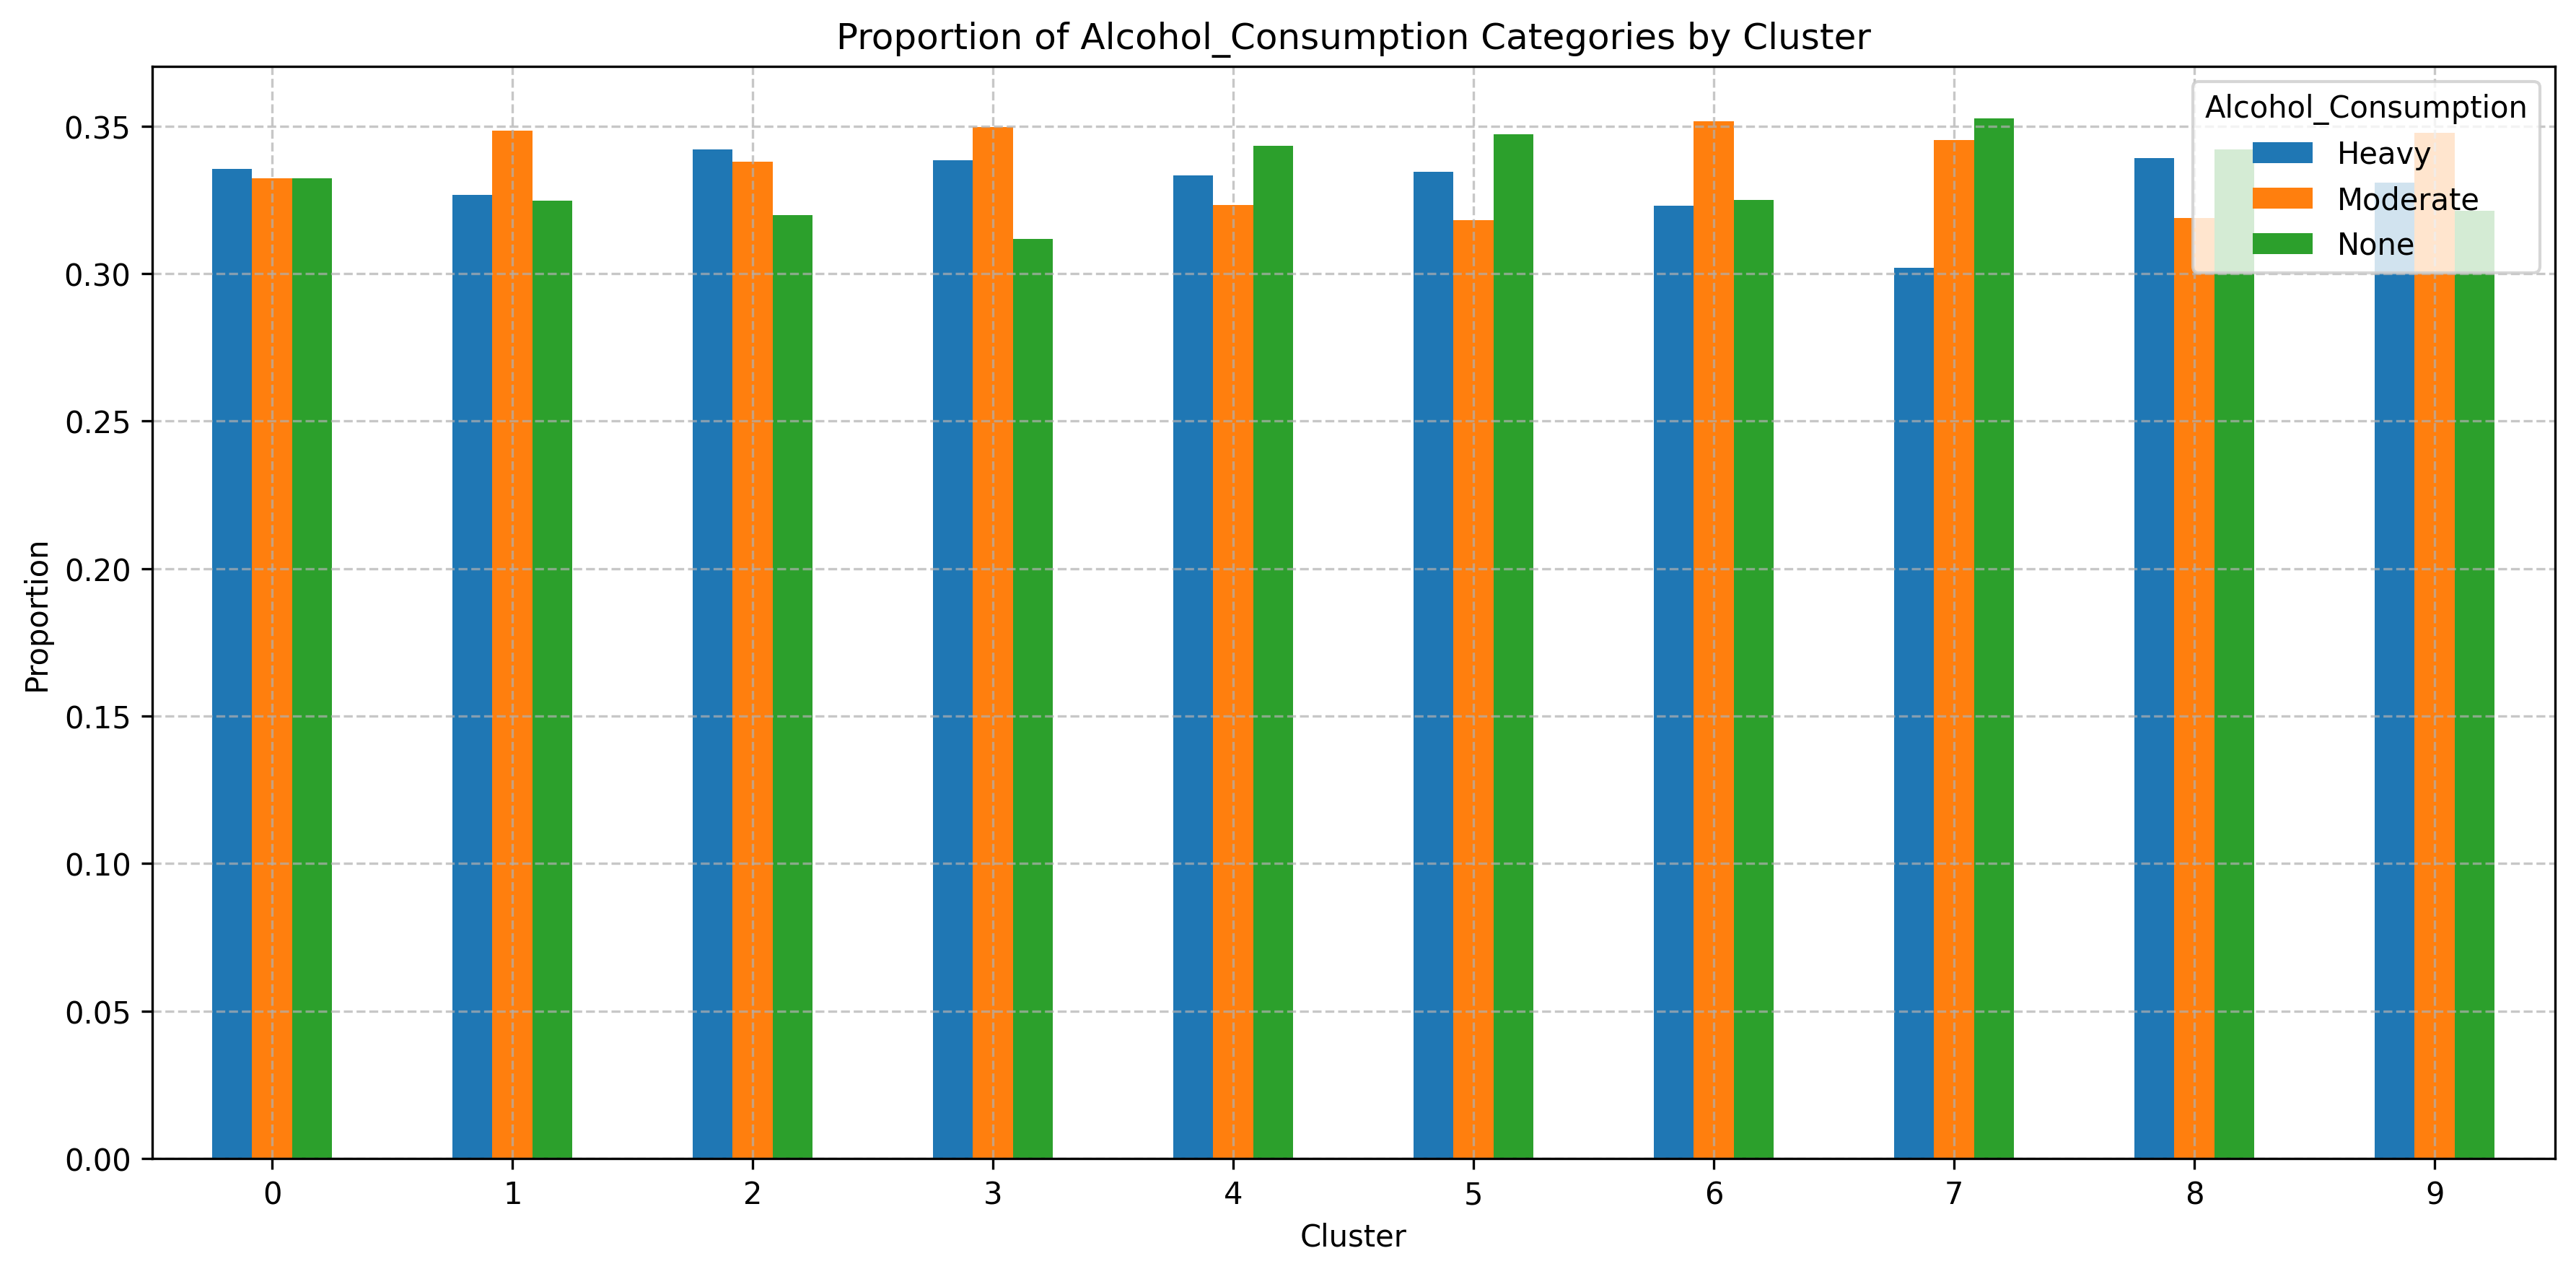 Proportion of Alcohol_Consumption Categories by Cluster
Alcohol_Consumption
Heavy
Moderate
None
0.35
0.30
0.25
0.20
0.15
0.10
0.05
0.00
Proportion
0 1 2 3 4 5 6 7 8 9
Cluster